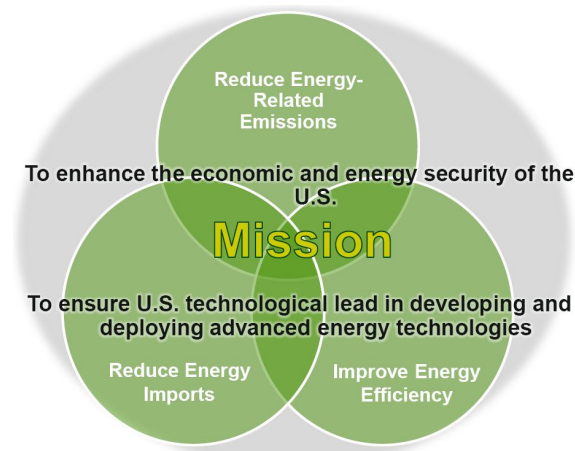 Reduce Energy-
Related
Emissions
To enhance the economic and energy security of the
U.S.
Mission
To ensure U.S. technological lead in developing and
deploying advanced energy technologies
Reduce Energy
Imports
Improve Energy
Efficiency